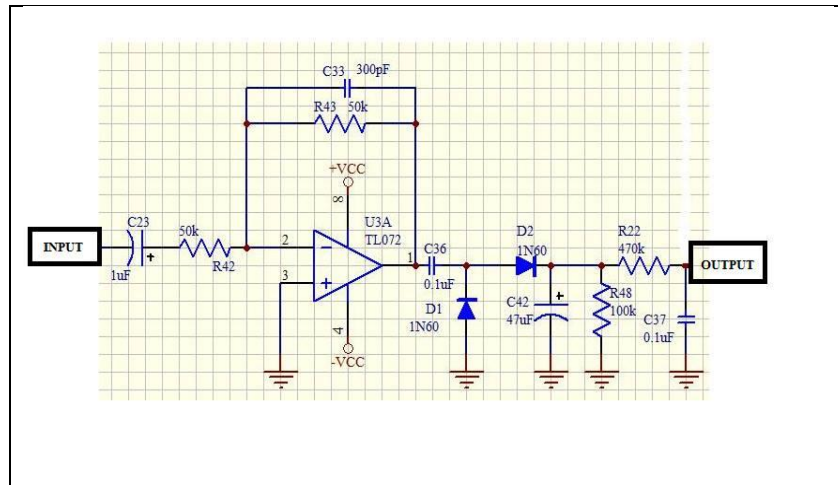 C33 300pF
R43 50k
+VCC
8
C23
50k
U3A
TL072
D2
1N60
R22
470k
INPUT
2
1
C36
OUTPUT
1uF
+
R42
3
0.1uF
+
R48
100k
D1
1N60
C42
47uF
C37
0.1uF
4
-VCC